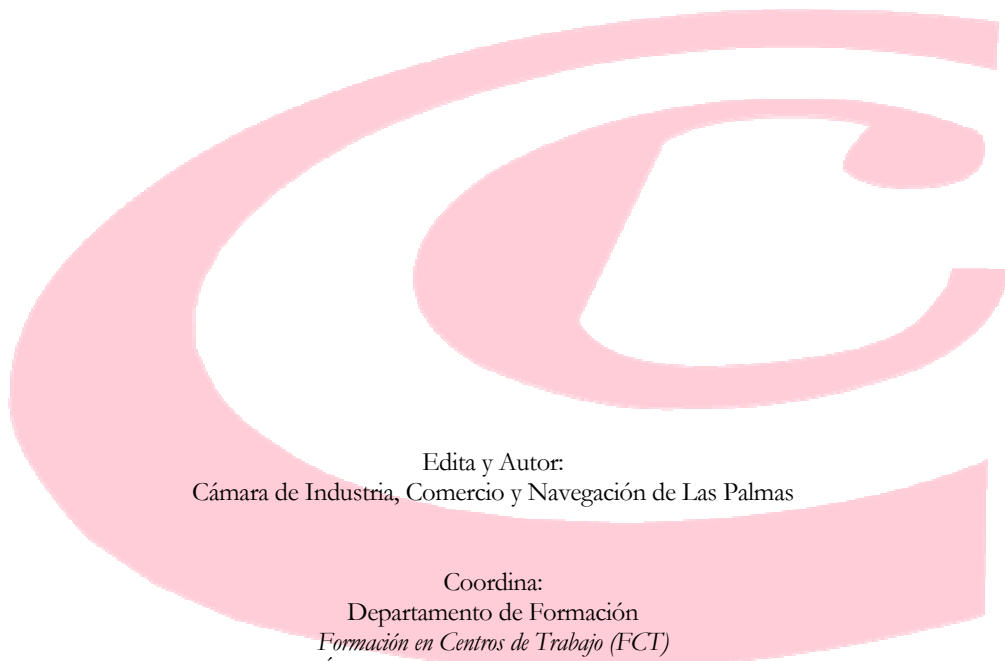 Edita y Autor:
Cámara de Industria, Comercio y Navegación de Las Palmas
Coordina:
Departamento de Formación
Formación en Centros de Trabajo (FCT)